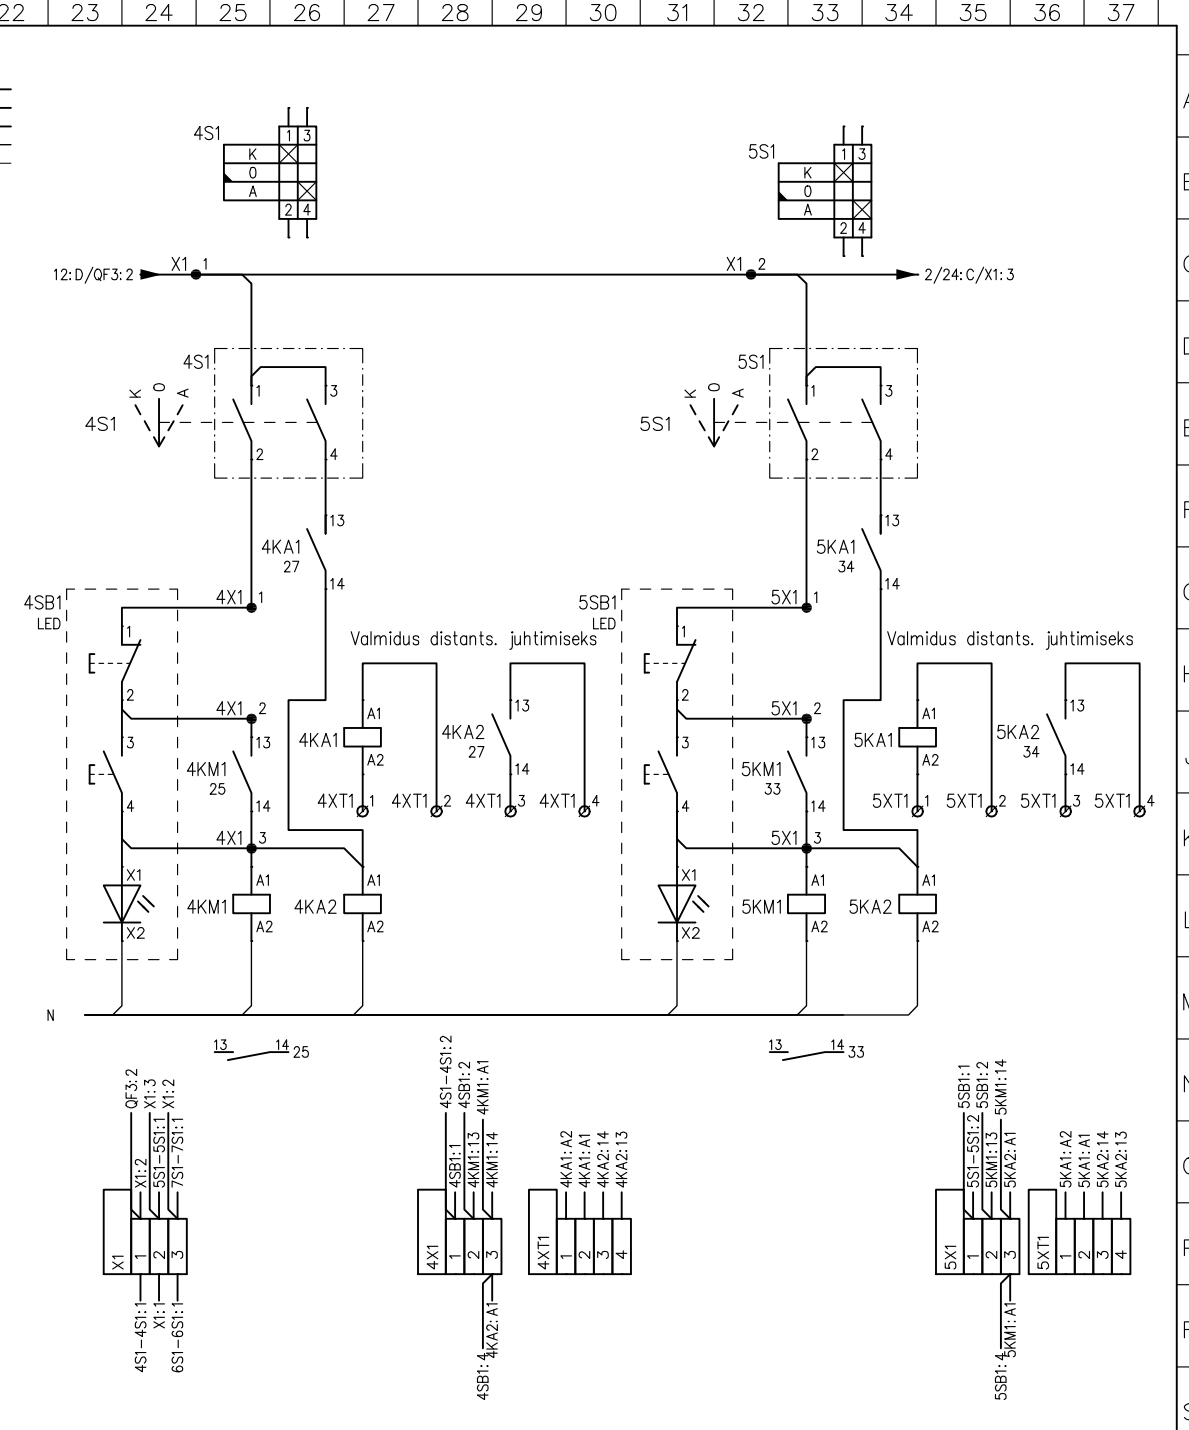 22 23 24 25 26 27 28 29 30 31 32 33 34 35 36 37
4S1 1 3
K
0
A
2 4
5S1 1 3
K
0
A
2 4
12:D/QF3:2 X1 1 X1 2 2/24:C/X1:3
4S1 5S1
K 0 A 1 3 K 0 A 1 3
4S1 5S1
2 4 2 4
13 13
4KA1 5KA1
27 34
14 14
4SB1 4X1 1 5SB1 5X1 1
LED LED
1 Valmidus distants. juhtimiseks 1 Valmidus distants. juhtimiseks
2 4X1 2 2 5X1 2
3 13 A1 13 3 13 A1 13
4KM1 4KA1 4KA2 5KM1 5KA1 5KA2
25 27 33 34
A2 14 A2 14
4 14 4XT1 1 4XT1 2 4XT1 3 4XT1 4 4 14 5XT1 1 5XT1 2 5XT1 3 5XT1 4
4X1 3 5X1 3
X1 A1 A1 X1 A1 A1
4KM1 4KA2 5KM1 5KA2
X2 A2 A2 X2 A2 A2
N
13 14 25 13 14 33
QF3:2
X1:2
X1:3
5S1-5S1:1
X1:2
7S1-7S1:1
X1 1 2 3
4S1-4S1:1
X1:1
6S1-6S1:1
4S1-4S1:2
4SB1:1
4SB1:2
4KM1:13
4KM1:A1
4KM1:14
4X1 1 2 3
4SB1:4
4KA2:A1
4KA1:A2
4KA1:A1
4KA2:14
4KA2:13
4XT1 1 2 3 4
5SB1:1
5S1-5S1:2
5SB1:2
5KM1:13
5KM1:14
5KA2:A1
5X1 1 2 3
5SB1:4
5KM1:A1
5KA1:A2
5KA1:A1
5KA2:14
5KA2:13
5XT1 1 2 3 4